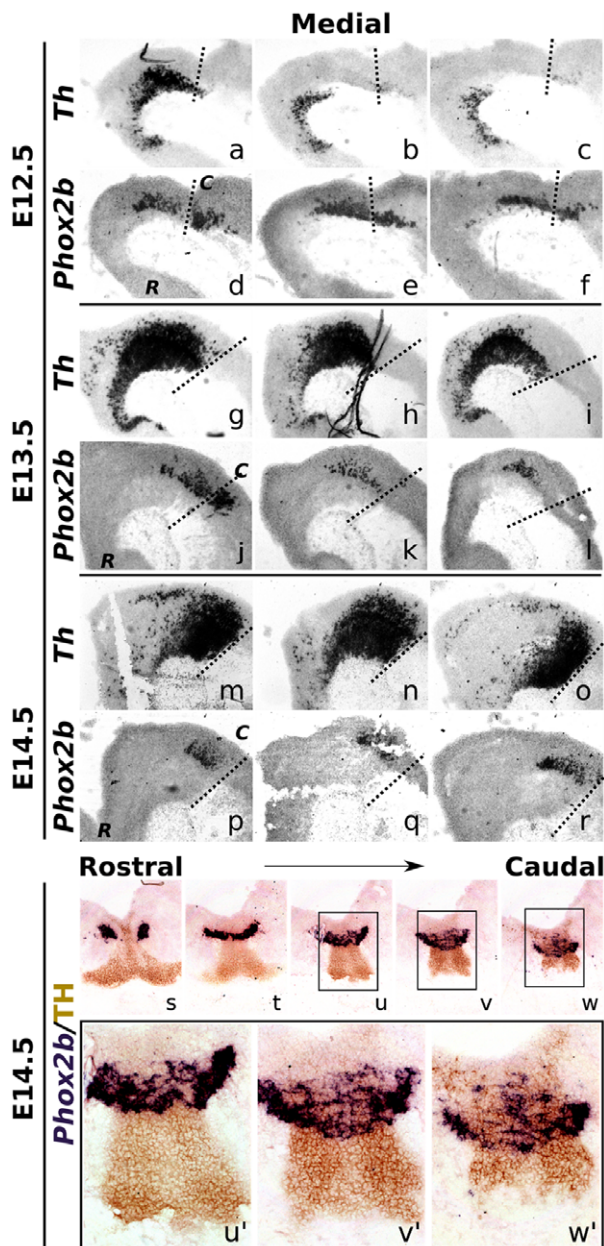 Medial
E12.5
Th
a
b
c
Phox2b
C
R
d
e
f
E13.5
Th
g
h
i
Phox2b
C
R
j
k
l
E14.5
Th
m
n
o
Phox2b
C
R
p
q
r
Rostral
Caudal
E14.5
Phox2b/TH
s
t
u
v
w
u'
v'
w'